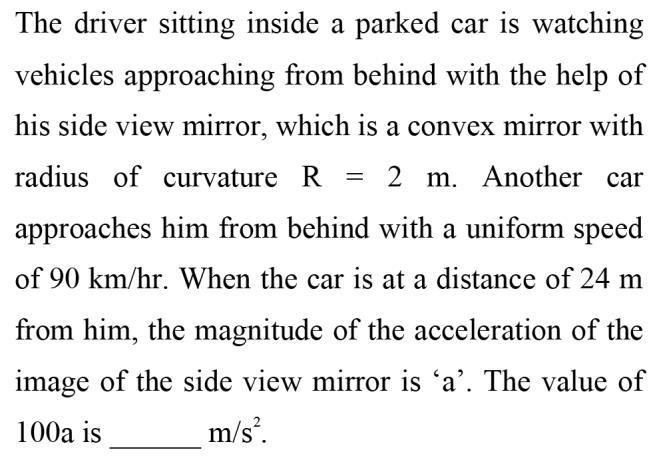 The driver sitting inside a parked car is watching
vehicles approaching from behind with the help of
his side view mirror, which is a convex mirror with
radius of curvature R = 2 m. Another car
approaches him from behind with a uniform speed
of 90 km/hr. When the car is at a distance of 24 m
from him, the magnitude of the acceleration of the
image of the side view mirror is ‘a’. The value of
100a is ________ m/s².